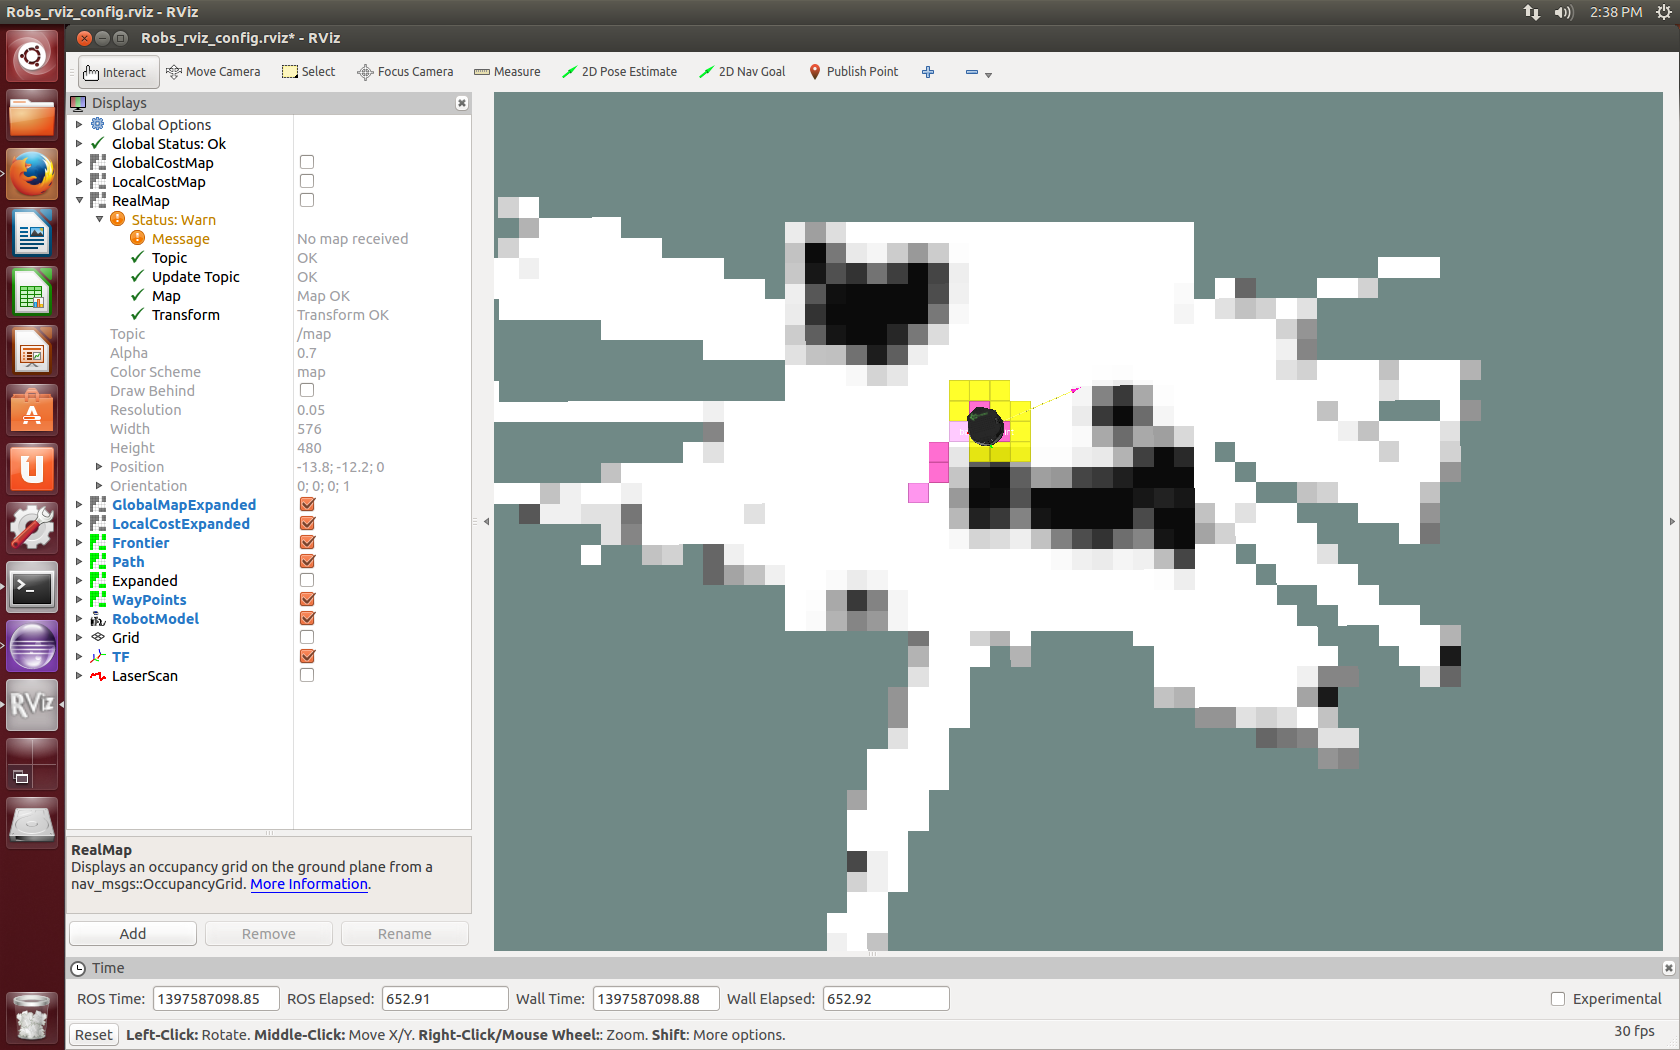 Robs_rviz_config.rviz - RViz
2:38 PM
Robs_rviz_config.rviz* - RViz
Interact
Move Camera
Select
Focus Camera
Measure
2D Pose Estimate
2D Nav Goal
Publish Point
Displays
Global Options
Global Status: Ok
GlobalCostMap
LocalCostMap
RealMap
Status: Warn
Message No map received
Topic OK
Update Topic OK
Map Map OK
Transform Transform OK
Topic /map
Alpha 0.7
Color Scheme map
Draw Behind
Resolution 0.05
Width 576
Height 480
Position -13.8; -12.2; 0
Orientation 0; 0; 0; 1
GlobalMapExpanded
LocalCostExpanded
Frontier
Path
Expanded
WayPoints
RobotModel
Grid
TF
LaserScan
RViz
RealMap
Displays an occupancy grid on the ground plane from a
nav_msgs::OccupancyGrid. More Information.
Add
Remove
Rename
Time
ROS Time: 1397587098.85 ROS Elapsed: 652.91 Wall Time: 1397587098.88 Wall Elapsed: 652.92
Experimental
Reset
Left-Click: Rotate. Middle-Click: Move X/Y. Right-Click/Mouse Wheel:: Zoom. Shift: More options.
30 fps